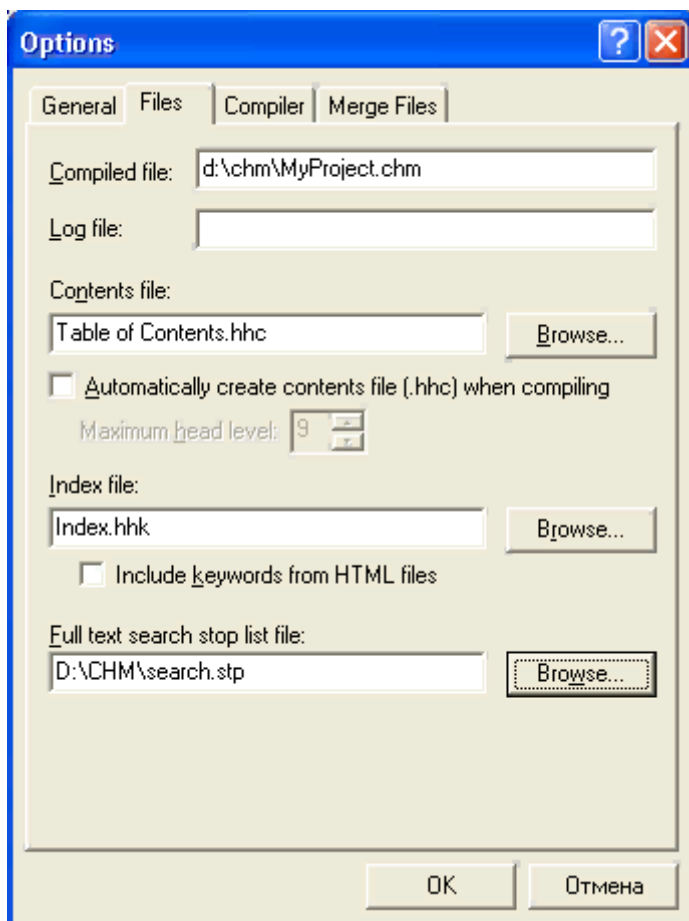 Options
General Files Compiler Merge Files
Compiled file: d:\chm\MyProject.chm
Log file:
Contents file:
Table of Contents.hhc Browse...
Automatically create contents file (.hhc) when compiling
Maximum head level: 9
Index file:
Index.hhk Browse...
Include keywords from HTML files
Full text search stop list file:
D:\CHM\search.stp Browse...
OK Отмена